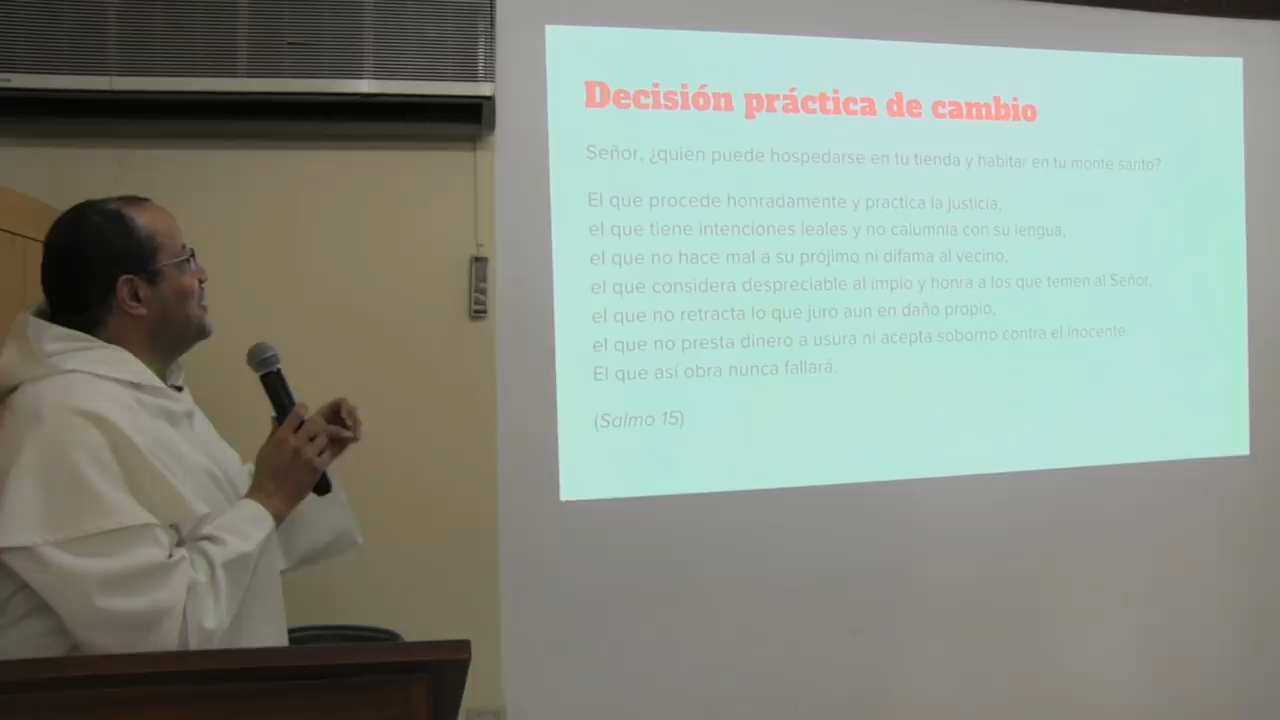 Decisión práctica de cambio
Señor, ¿quién puede hospedarse en tu tienda y habitar en tu monte santo?
El que procede honradamente y practica la justicia,
el que tiene intenciones leales y no calumnia con su lengua,
el que no hace mal a su prójimo ni difama al vecino,
el que considera despreciable al impío y honra a los que temen al Señor,
el que no retracta lo que juró aun en daño propio,
el que no presta dinero a usura ni acepta soborno contra el inocente.
El que así obra nunca fallará.
(Salmo 15)